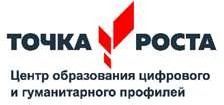 ТОЧКА РОСТА
Центр образования цифрового
и гуманитарного профилей